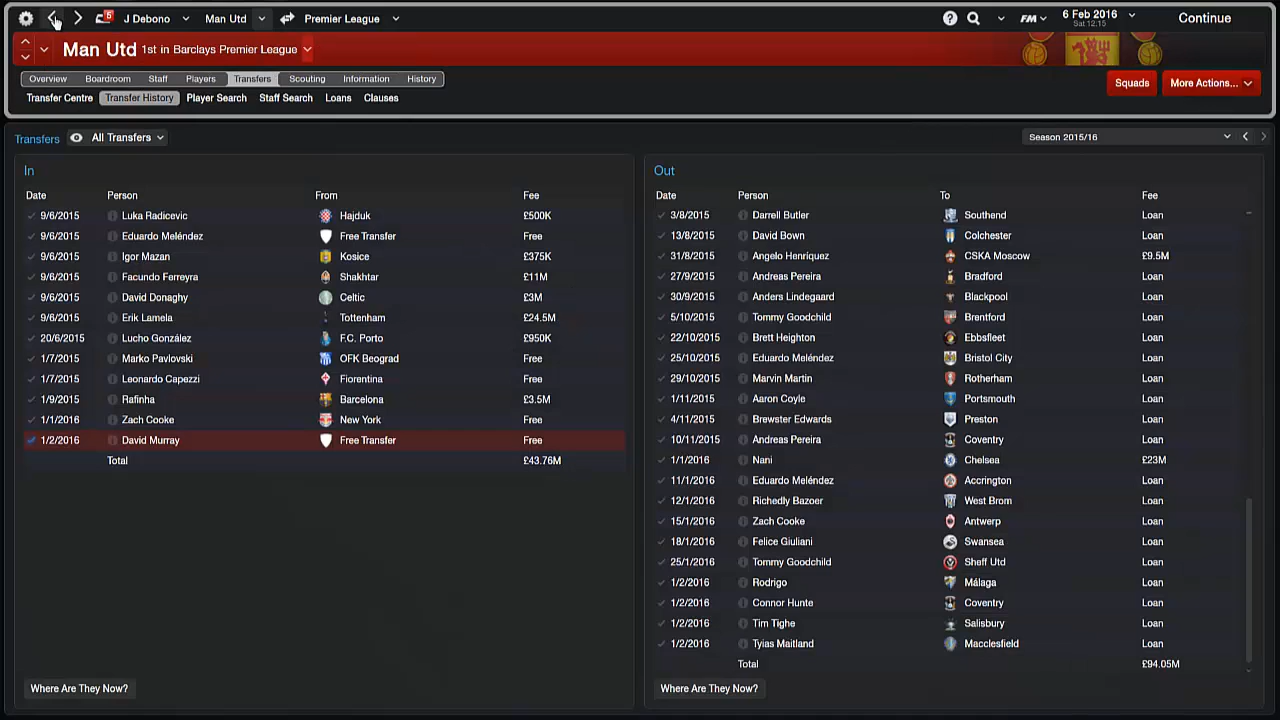 5 J Debono Man Utd Premier League ? FM 6 Feb 2016 Sat 12:15 Continue
Man Utd 1st in Barclays Premier League
Overview Boardroom Staff Players Transfers Scouting Information History
Squads More Actions...
Transfer Centre Transfer History Player Search Staff Search Loans Clauses
Transfers All Transfers Season 2015/16
In
Date Person From Fee
9/6/2015 Luka Radicevic Hajduk £500K
9/6/2015 Eduardo Meléndez Free Transfer Free
9/6/2015 Igor Mazan Kosice £375K
9/6/2015 Facundo Ferreyra Shakhtar £11M
9/6/2015 David Donaghy Celtic £3M
9/6/2015 Erik Lamela Tottenham £24.5M
20/6/2015 Lucho González F.C. Porto £950K
1/7/2015 Marko Pavlovski OFK Beograd Free
1/7/2015 Leonardo Capezzi Fiorentina Free
1/9/2015 Rafinha Barcelona £3.5M
1/1/2016 Zach Cooke New York Free
1/2/2016 David Murray Free Transfer Free
Total £43.76M
Where Are They Now?
Out
Date Person To Fee
3/8/2015 Darrell Butler Southend Loan
13/8/2015 David Bown Colchester Loan
31/8/2015 Angelo Henríquez CSKA Moscow £9.5M
27/9/2015 Andreas Pereira Bradford Loan
30/9/2015 Anders Lindegaard Blackpool Loan
5/10/2015 Tommy Goodchild Brentford Loan
22/10/2015 Brett Heighton Ebbsfleet Loan
25/10/2015 Eduardo Meléndez Bristol City Loan
29/10/2015 Marvin Martin Rotherham Loan
1/11/2015 Aaron Coyle Portsmouth Loan
4/11/2015 Brewster Edwards Preston Loan
10/11/2015 Andreas Pereira Coventry Loan
1/1/2016 Nani Chelsea £23M
11/1/2016 Eduardo Meléndez Accrington Loan
12/1/2016 Richedly Bazoer West Brom Loan
15/1/2016 Zach Cooke Antwerp Loan
18/1/2016 Felice Giuliani Swansea Loan
25/1/2016 Tommy Goodchild Sheff Utd Loan
1/2/2016 Rodrigo Málaga Loan
1/2/2016 Connor Hunte Coventry Loan
1/2/2016 Tim Tighe Salisbury Loan
1/2/2016 Tyias Maitland Macclesfield Loan
Total £94.05M
Where Are They Now?